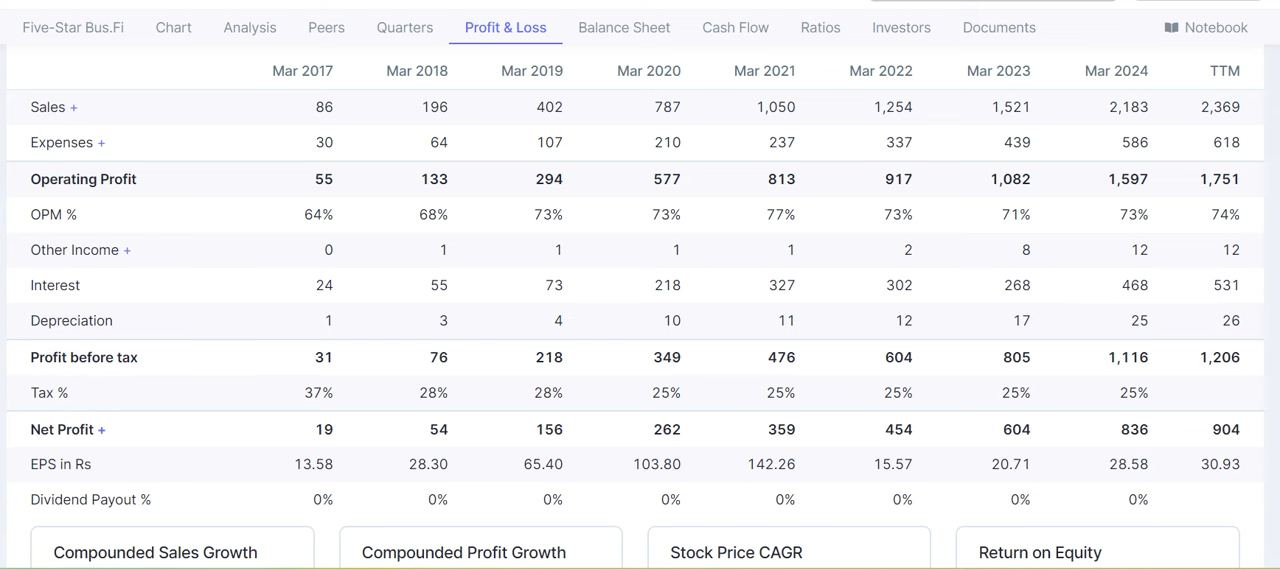 Five-Star Bus.Fi Chart Analysis Peers Quarters Profit & Loss Balance Sheet Cash Flow Ratios Investors Documents Notebook
Mar 2017 Mar 2018 Mar 2019 Mar 2020 Mar 2021 Mar 2022 Mar 2023 Mar 2024 TTM
Sales + 86 196 402 787 1,050 1,254 1,521 2,183 2,369
Expenses + 30 64 107 210 237 337 439 586 618
Operating Profit 55 133 294 577 813 917 1,082 1,597 1,751
OPM % 64% 68% 73% 73% 77% 73% 71% 73% 74%
Other Income + 0 1 1 1 1 2 8 12 12
Interest 24 55 73 218 327 302 268 468 531
Depreciation 1 3 4 10 11 12 17 25 26
Profit before tax 31 76 218 349 476 604 805 1,116 1,206
Tax % 37% 28% 28% 25% 25% 25% 25% 25%
Net Profit + 19 54 156 262 359 454 604 836 904
EPS in Rs 13.58 28.30 65.40 103.80 142.26 15.57 20.71 28.58 30.93
Dividend Payout % 0% 0% 0% 0% 0% 0% 0% 0%
Compounded Sales Growth Compounded Profit Growth Stock Price CAGR Return on Equity